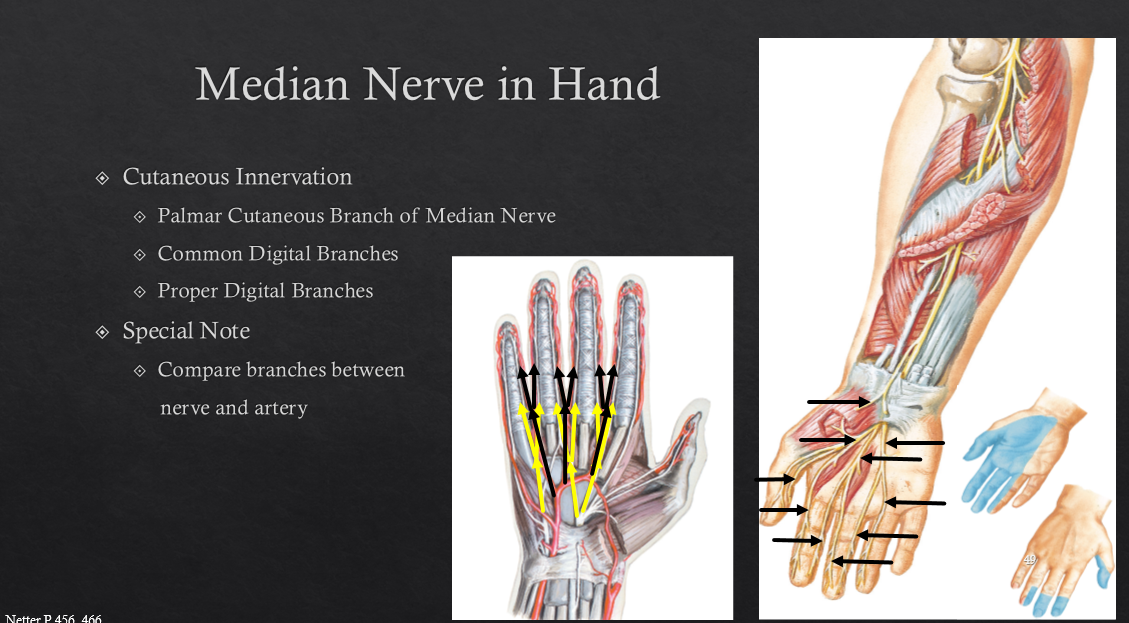 Median Nerve in Hand
Cutaneous Innervation
Palmar Cutaneous Branch of Median Nerve
Common Digital Branches
Proper Digital Branches
Special Note
Compare branches between
nerve and artery
49
Netter P 456, 466